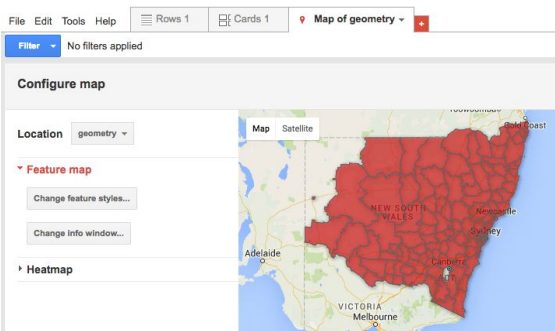 File Edit Tools Help
Rows 1
Cards 1
Map of geometry
+
Filter
No filters applied
Configure map
Location
geometry
Feature map
Change feature styles...
Change info window...
Heatmap
Map
Satellite
Toowoomba
Gold Coast
NEW SOUTH
WALES
Newcastle
Sydney
Canberra
ACT
Adelaide
VICTORIA
Melbourne